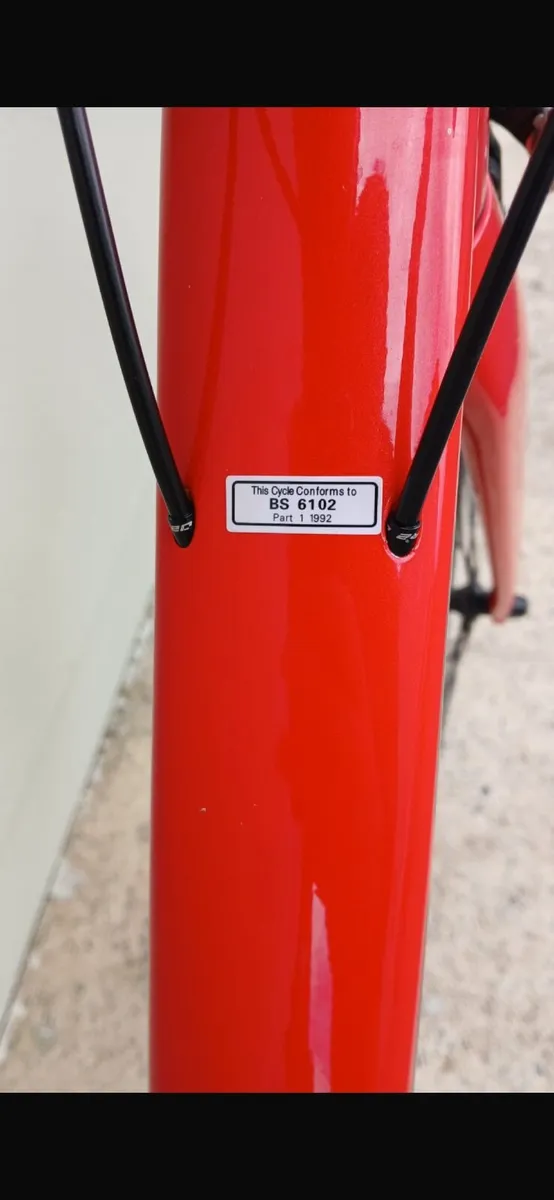 This Cycle Conforms to
BS 6102
Part 1 1992